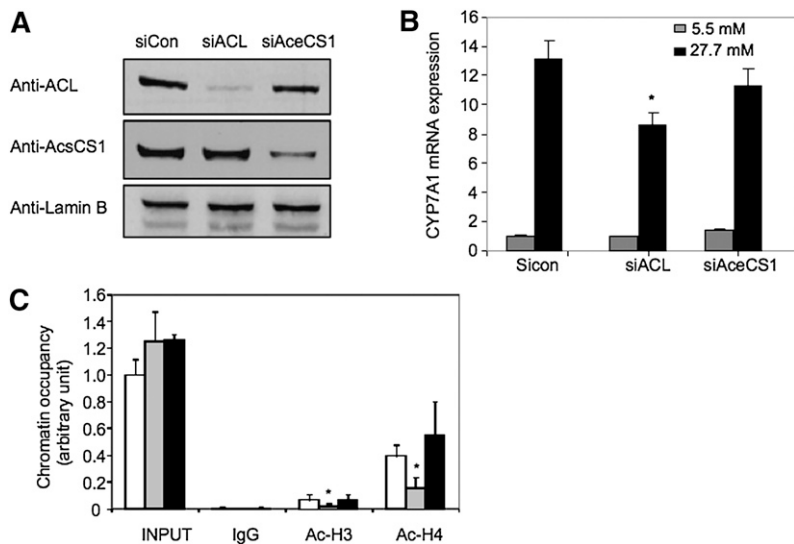 A
siCon siACL siAceCS1
Anti-ACL
Anti-AcsCS1
Anti-Lamin B
B
CYP7A1 mRNA expression
16
14
12
10
8
6
4
2
0
5.5 mM
27.7 mM
*
Sicon siACL siAceCS1
C
Chromatin occupancy
(arbitrary unit)
1.6
1.4
1.2
1.0
0.8
0.6
0.4
0.2
0
*
*
INPUT IgG Ac-H3 Ac-H4